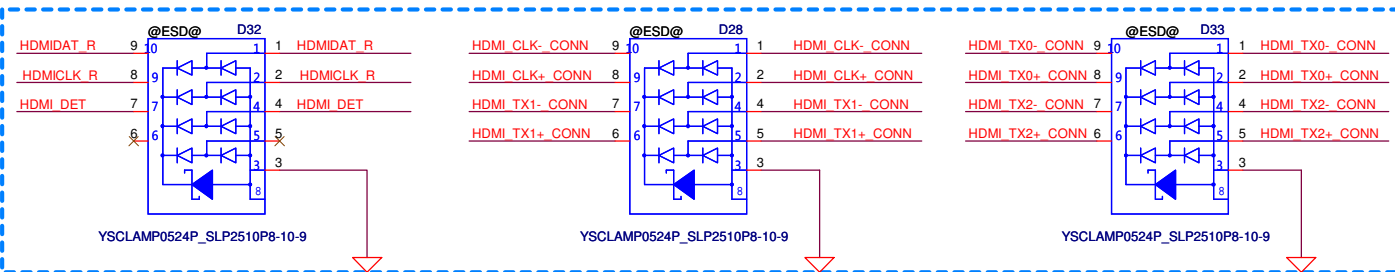 @ESD@ D32
HDMIDAT_R 9 10 1 1 HDMIDAT_R
HDMICLK_R 8 9 2 2 HDMICLK_R
HDMI_DET 7 7 4 4 HDMI_DET
6 6 5 5
3 3
8
YSCLAMP0524P_SLP2510P8-10-9
@ESD@ D28
HDMI_CLK-_CONN 9 10 1 1 HDMI_CLK-_CONN
HDMI_CLK+_CONN 8 9 2 2 HDMI_CLK+_CONN
HDMI_TX1-_CONN 7 7 4 4 HDMI_TX1-_CONN
HDMI_TX1+_CONN 6 6 5 5 HDMI_TX1+_CONN
3 3
8
YSCLAMP0524P_SLP2510P8-10-9
@ESD@ D33
HDMI_TX0-_CONN 9 10 1 1 HDMI_TX0-_CONN
HDMI_TX0+_CONN 8 9 2 2 HDMI_TX0+_CONN
HDMI_TX2-_CONN 7 7 4 4 HDMI_TX2-_CONN
HDMI_TX2+_CONN 6 6 5 5 HDMI_TX2+_CONN
3 3
8
YSCLAMP0524P_SLP2510P8-10-9